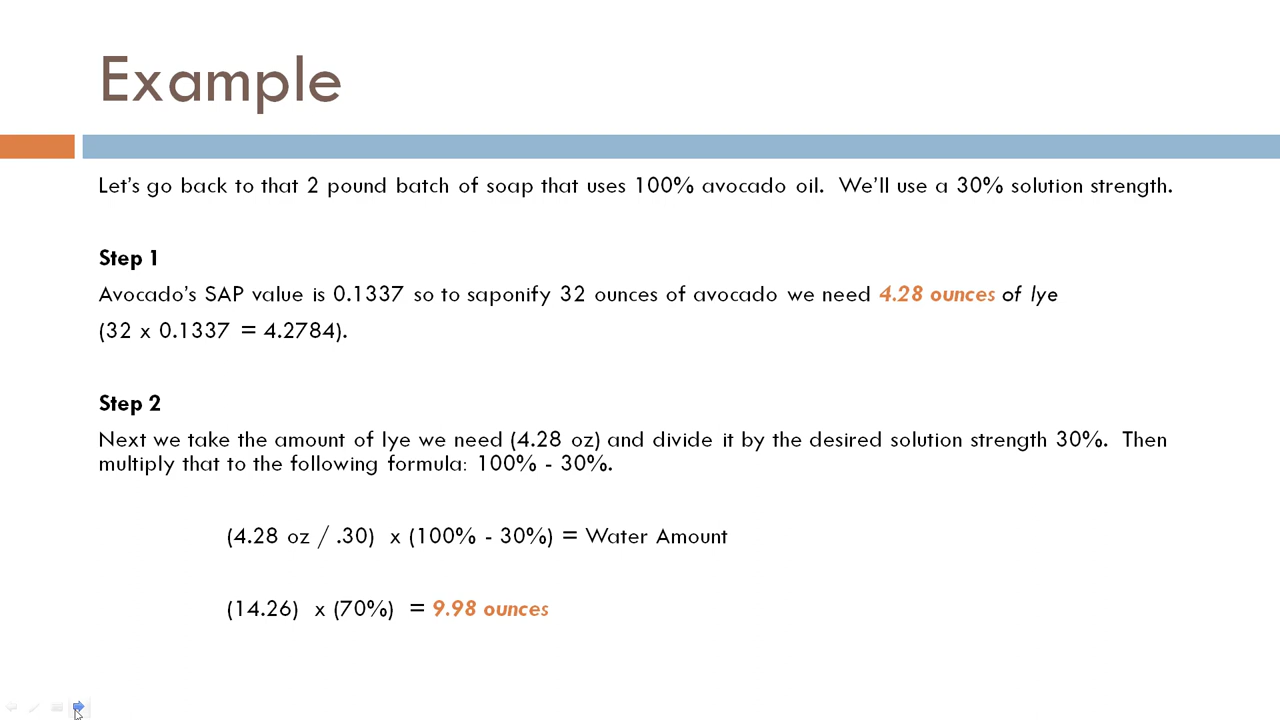 Example
Let's go back to that 2 pound batch of soap that uses 100% avocado oil.  We'll use a 30% solution strength.
Step 1
Avocado's SAP value is 0.1337 so to saponify 32 ounces of avocado we need 4.28 ounces of lye
(32 x 0.1337 = 4.2784).
Step 2
Next we take the amount of lye we need (4.28 oz) and divide it by the desired solution strength 30%.  Then
multiply that to the following formula: 100% - 30%.
(4.28 oz / .30)  x (100% - 30%) = Water Amount
(14.26)  x (70%)  = 9.98 ounces